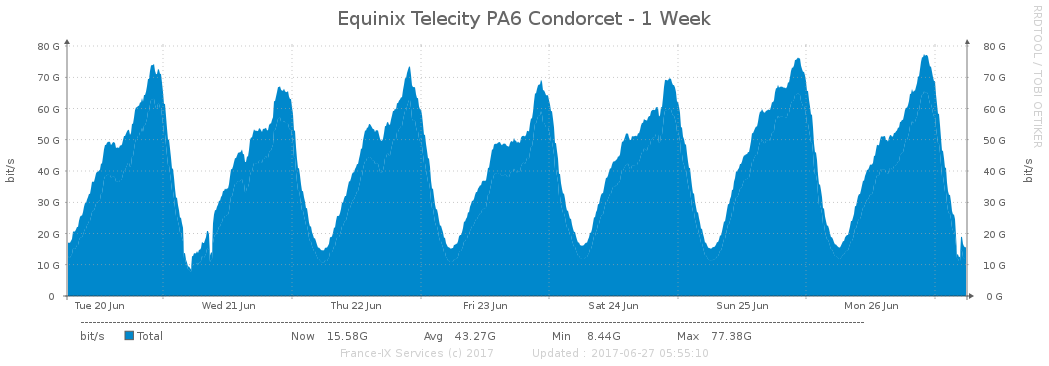 Equinix Telecity PA6 Condorcet - 1 Week
RRDTOOL / TOBI OETIKER
80 G 80 G
70 G 70 G
60 G 60 G
50 G 50 G
40 G 40 G
30 G 30 G
20 G 20 G
10 G 10 G
0 0 G
bit/s bit/s
Tue 20 Jun Wed 21 Jun Thu 22 Jun Fri 23 Jun Sat 24 Jun Sun 25 Jun Mon 26 Jun
bit/s Total Now 15.58G Avg 43.27G Min 8.44G Max 77.38G
France-IX Services (c) 2017 Updated : 2017-06-27 05:55:10